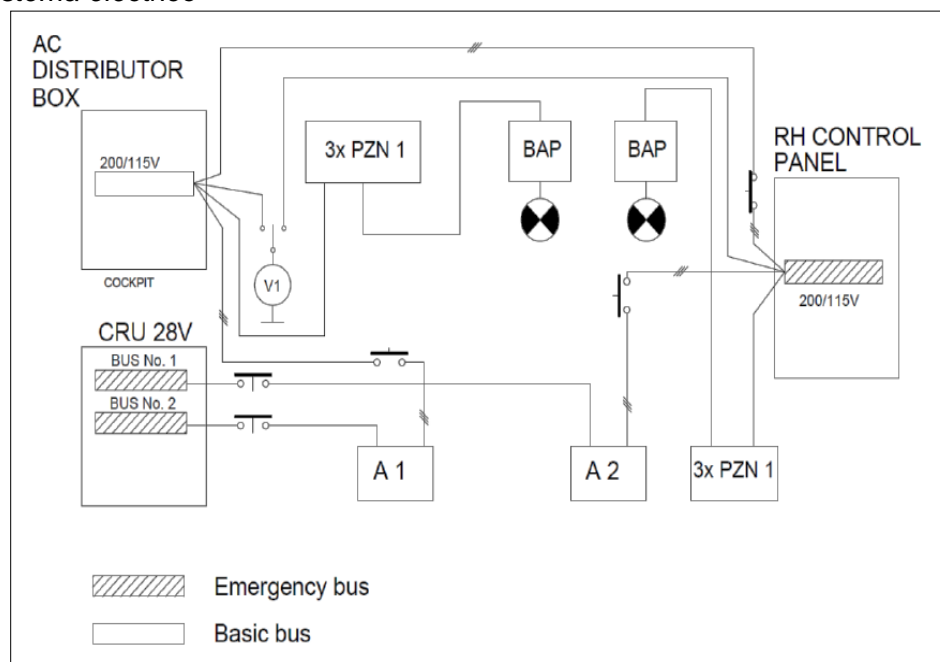 AC
DISTRIBUTOR
BOX
200/115V
COCKPIT
3x PZN 1
BAP
BAP
RH CONTROL
PANEL
200/115V
V1
CRU 28V
BUS No. 1
BUS No. 2
A 1
A 2
3x PZN 1
Emergency bus
Basic bus